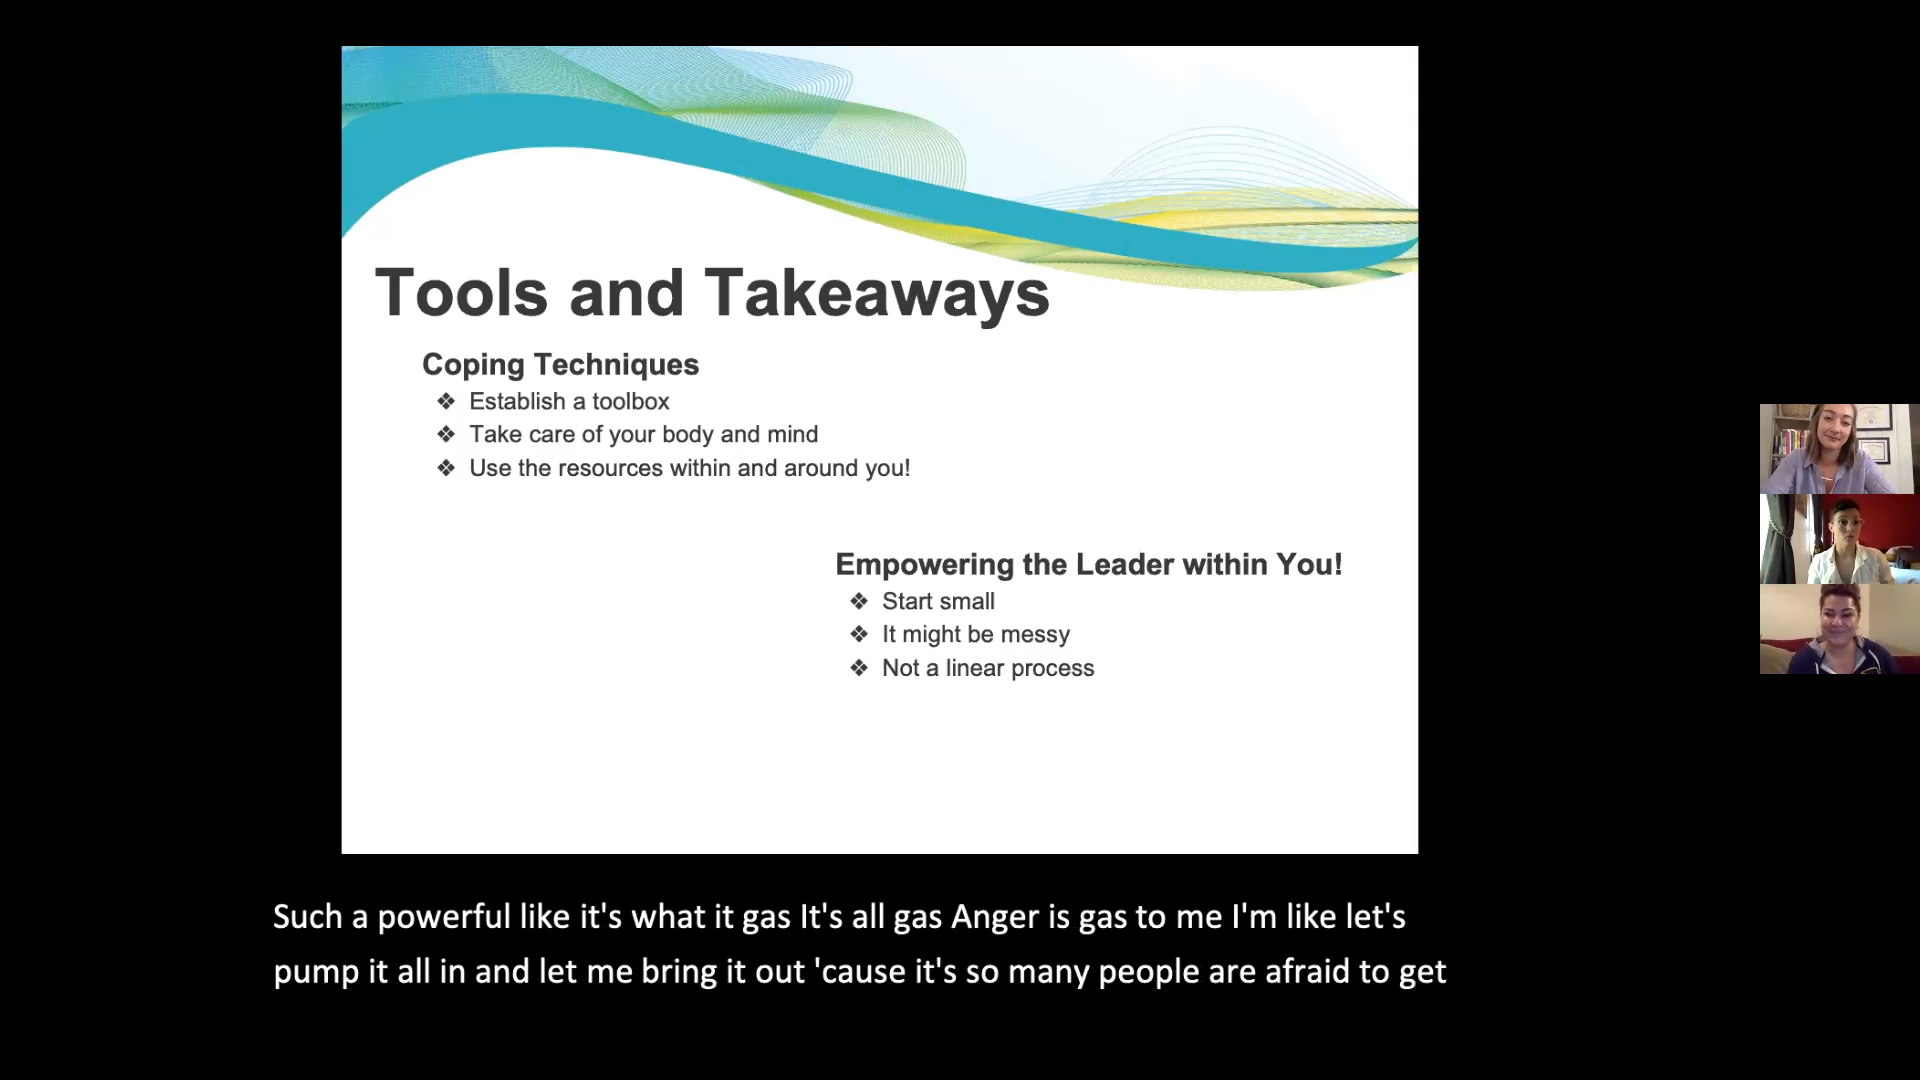 Tools and Takeaways
Coping Techniques
❖ Establish a toolbox
❖ Take care of your body and mind
❖ Use the resources within and around you!
Empowering the Leader within You!
❖ Start small
❖ It might be messy
❖ Not a linear process
Such a powerful like it's what it gas It's all gas Anger is gas to me I'm like let's
pump it all in and let me bring it out 'cause it's so many people are afraid to get